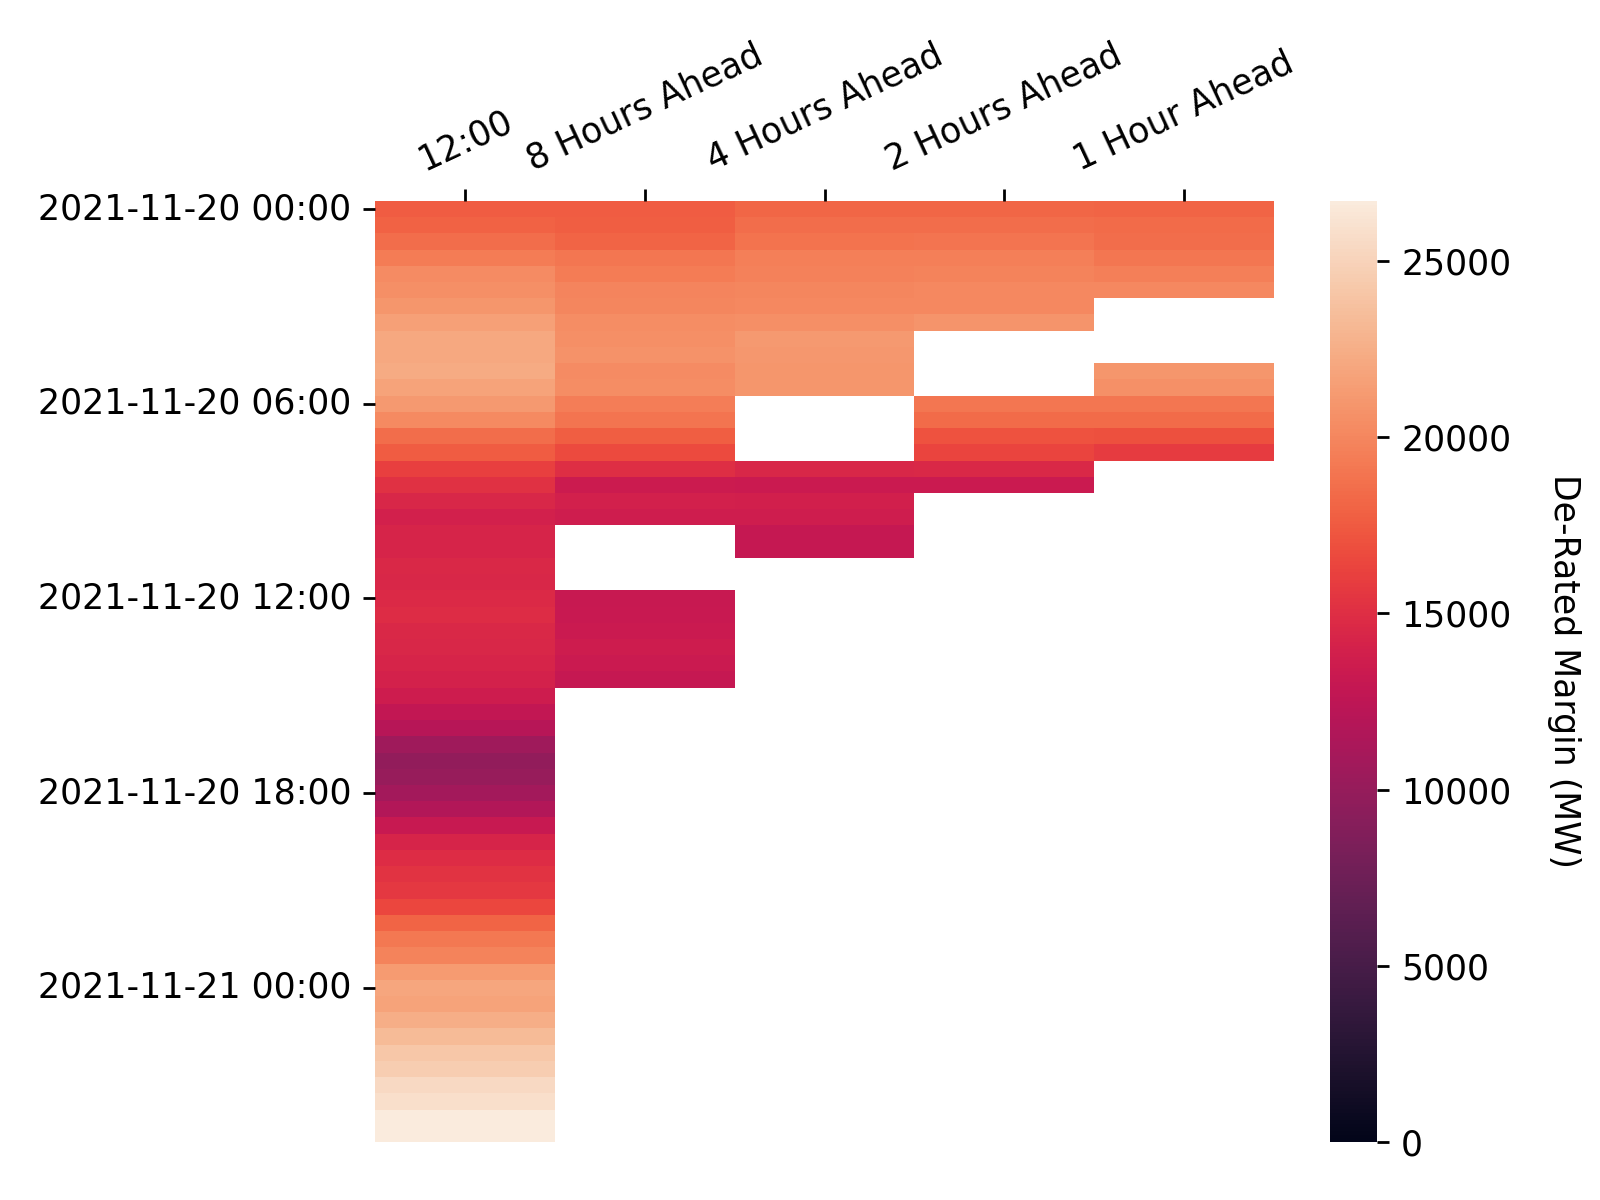 12:00
8 Hours Ahead
4 Hours Ahead
2 Hours Ahead
1 Hour Ahead
2021-11-20 00:00
2021-11-20 06:00
2021-11-20 12:00
2021-11-20 18:00
2021-11-21 00:00
25000
20000
15000
10000
5000
0
De-Rated Margin (MW)